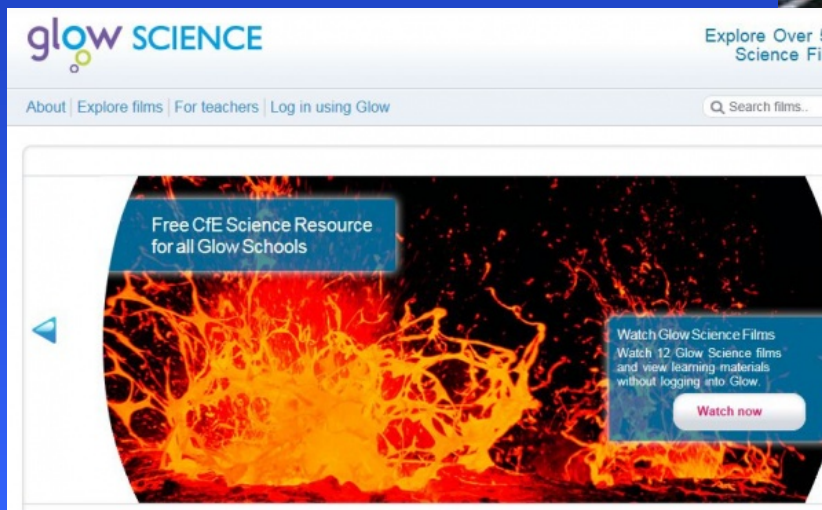 glow SCIENCE
Explore Over
Science
About Explore films For teachers Log in using Glow
Search films..
Free CfE Science Resource
for all Glow Schools
Watch Glow Science Films
Watch 12 Glow Science films
and view learning-materials
without logging into Glow.
Watch now